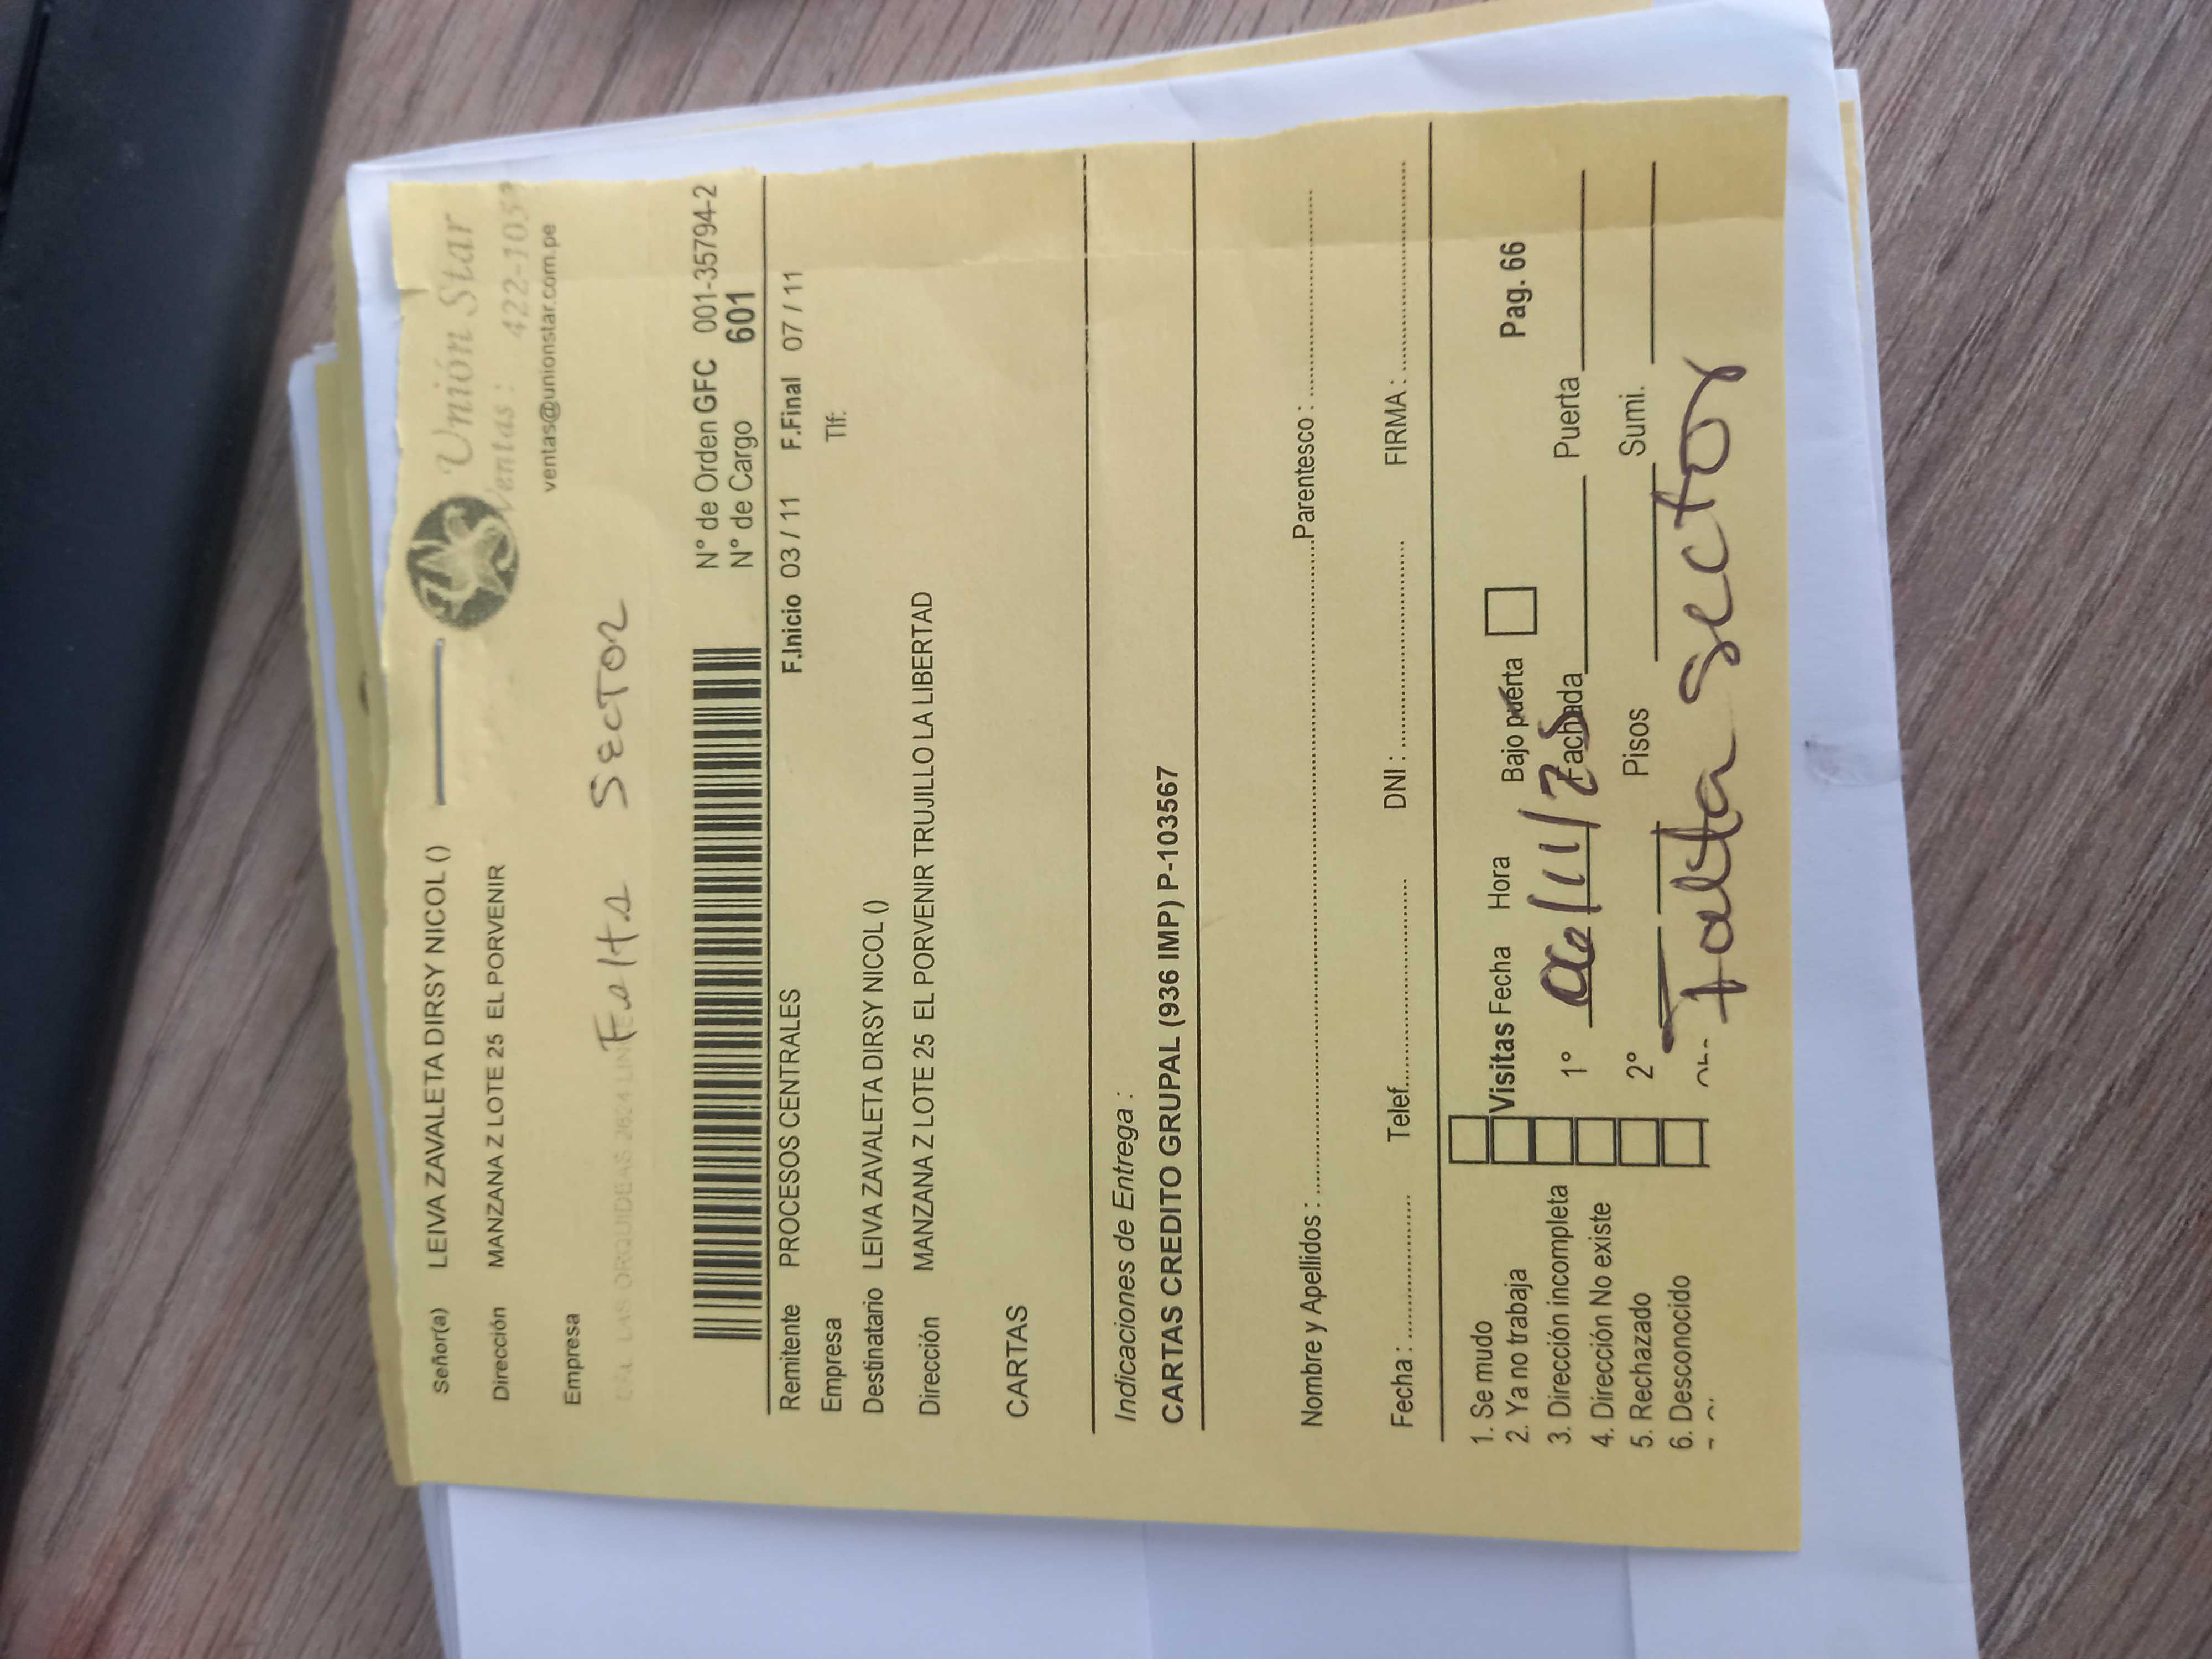 Señor(a) LEIVA ZAVALETA DIRSY NICOL ()
Unión Star
Ventas : 422-105
Dirección MANZANA Z LOTE 25 EL PORVENIR
ventas@unionstar.com.pe
Empresa
Falta SECTOR
CAL LAS ORQUIDEAS 2624 LINCE
N° de Orden GFC 001-35794-2
N° de Cargo 601
Remitente PROCESOS CENTRALES F.Inicio 03 / 11 F.Final 07 / 11
Empresa Tlf.
Destinatario LEIVA ZAVALETA DIRSY NICOL ()
Dirección MANZANA Z LOTE 25 EL PORVENIR TRUJILLO LA LIBERTAD
CARTAS
Indicaciones de Entrega :
CARTAS CREDITO GRUPAL (936 IMP) P-103567
Nombre y Apellidos : Parentesco :
Fecha : Telef. DNI : FIRMA :
1. Se mudo
2. Ya no trabaja Visitas Fecha Hora Bajo puerta Pag. 66
3. Dirección incompleta 1° /11/25 Fachada Puerta
4. Dirección No existe
5. Rechazado 2° Pisos Sumi.
6. Desconocido
Falta sector